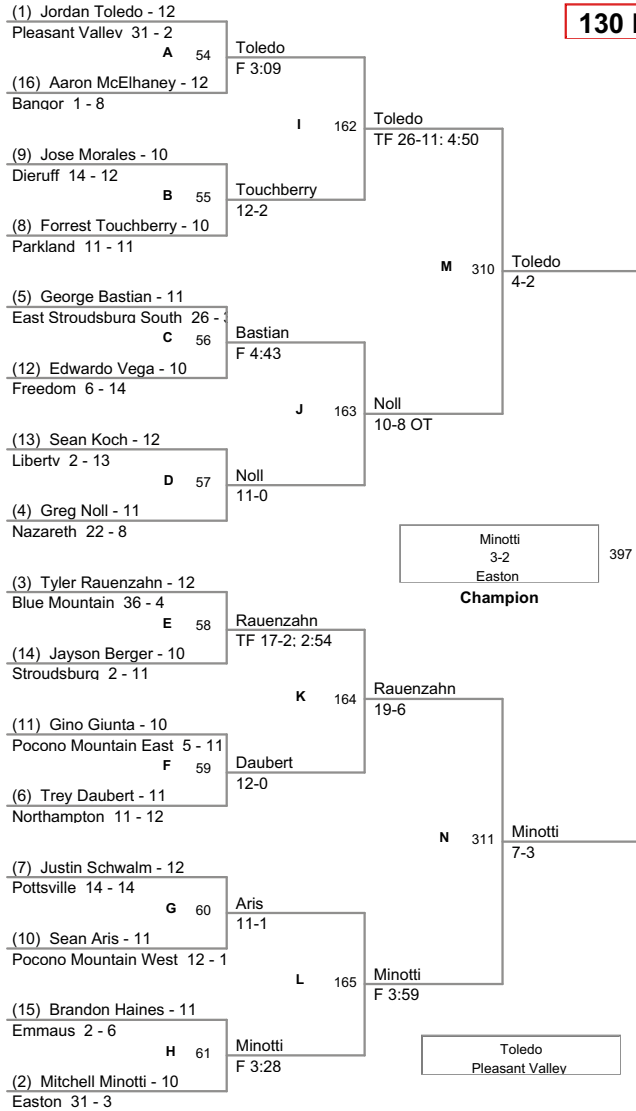 (1) Jordan Toledo - 12
Pleasant Valley 31 - 2
A 54
(16) Aaron McElhaney - 12
Bangor 1 - 8
Toledo
F 3:09
I 162
(9) Jose Morales - 10
Dieruff 14 - 12
B 55
(8) Forrest Touchberry - 10
Parkland 11 - 11
Touchberry
12-2
Toledo
TF 26-11: 4:50
(5) George Bastian - 11
East Stroudsburg South 26 -
C 56
(12) Edwardo Vega - 10
Freedom 6 - 14
Bastian
F 4:43
J 163
(13) Sean Koch - 12
Liberty 2 - 13
D 57
(4) Greg Noll - 11
Nazareth 22 - 8
Noll
11-0
Noll
10-8 OT
M 310
Toledo
4-2
130
Minotti
3-2
Easton
397
Champion
(3) Tyler Rauenzahn - 12
Blue Mountain 36 - 4
E 58
(14) Jayson Berger - 10
Stroudsburg 2 - 11
Rauenzahn
TF 17-2; 2:54
K 164
(11) Gino Giunta - 10
Pocono Mountain East 5 - 11
F 59
(6) Trey Daubert - 11
Northampton 11 - 12
Daubert
12-0
Rauenzahn
19-6
(7) Justin Schwalm - 12
Pottsville 14 - 14
G 60
(10) Sean Aris - 11
Pocono Mountain West 12 - 1
Aris
11-1
L 165
(15) Brandon Haines - 11
Emmaus 2 - 6
H 61
(2) Mitchell Minotti - 10
Easton 31 - 3
Minotti
F 3:28
Minotti
F 3:59
N 311
Minotti
7-3
Toledo
Pleasant Valley